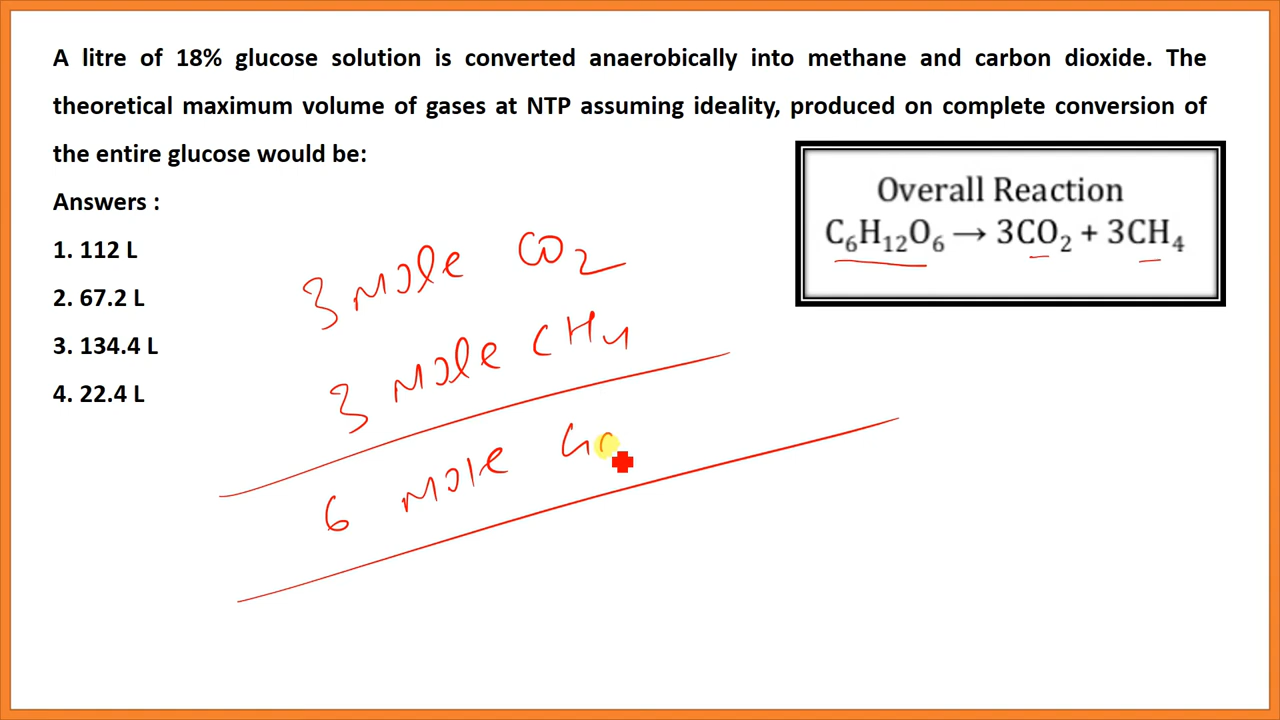 A litre of 18% glucose solution is converted anaerobically into methane and carbon dioxide. The
theoretical maximum volume of gases at NTP assuming ideality, produced on complete conversion of
the entire glucose would be:
Answers :
1. 112 L
2. 67.2 L
3. 134.4 L
4. 22.4 L
Overall Reaction
C₆H₁₂O₆ → 3CO₂ + 3CH₄
3 mole CO₂
3 mole CH₄
6 mole